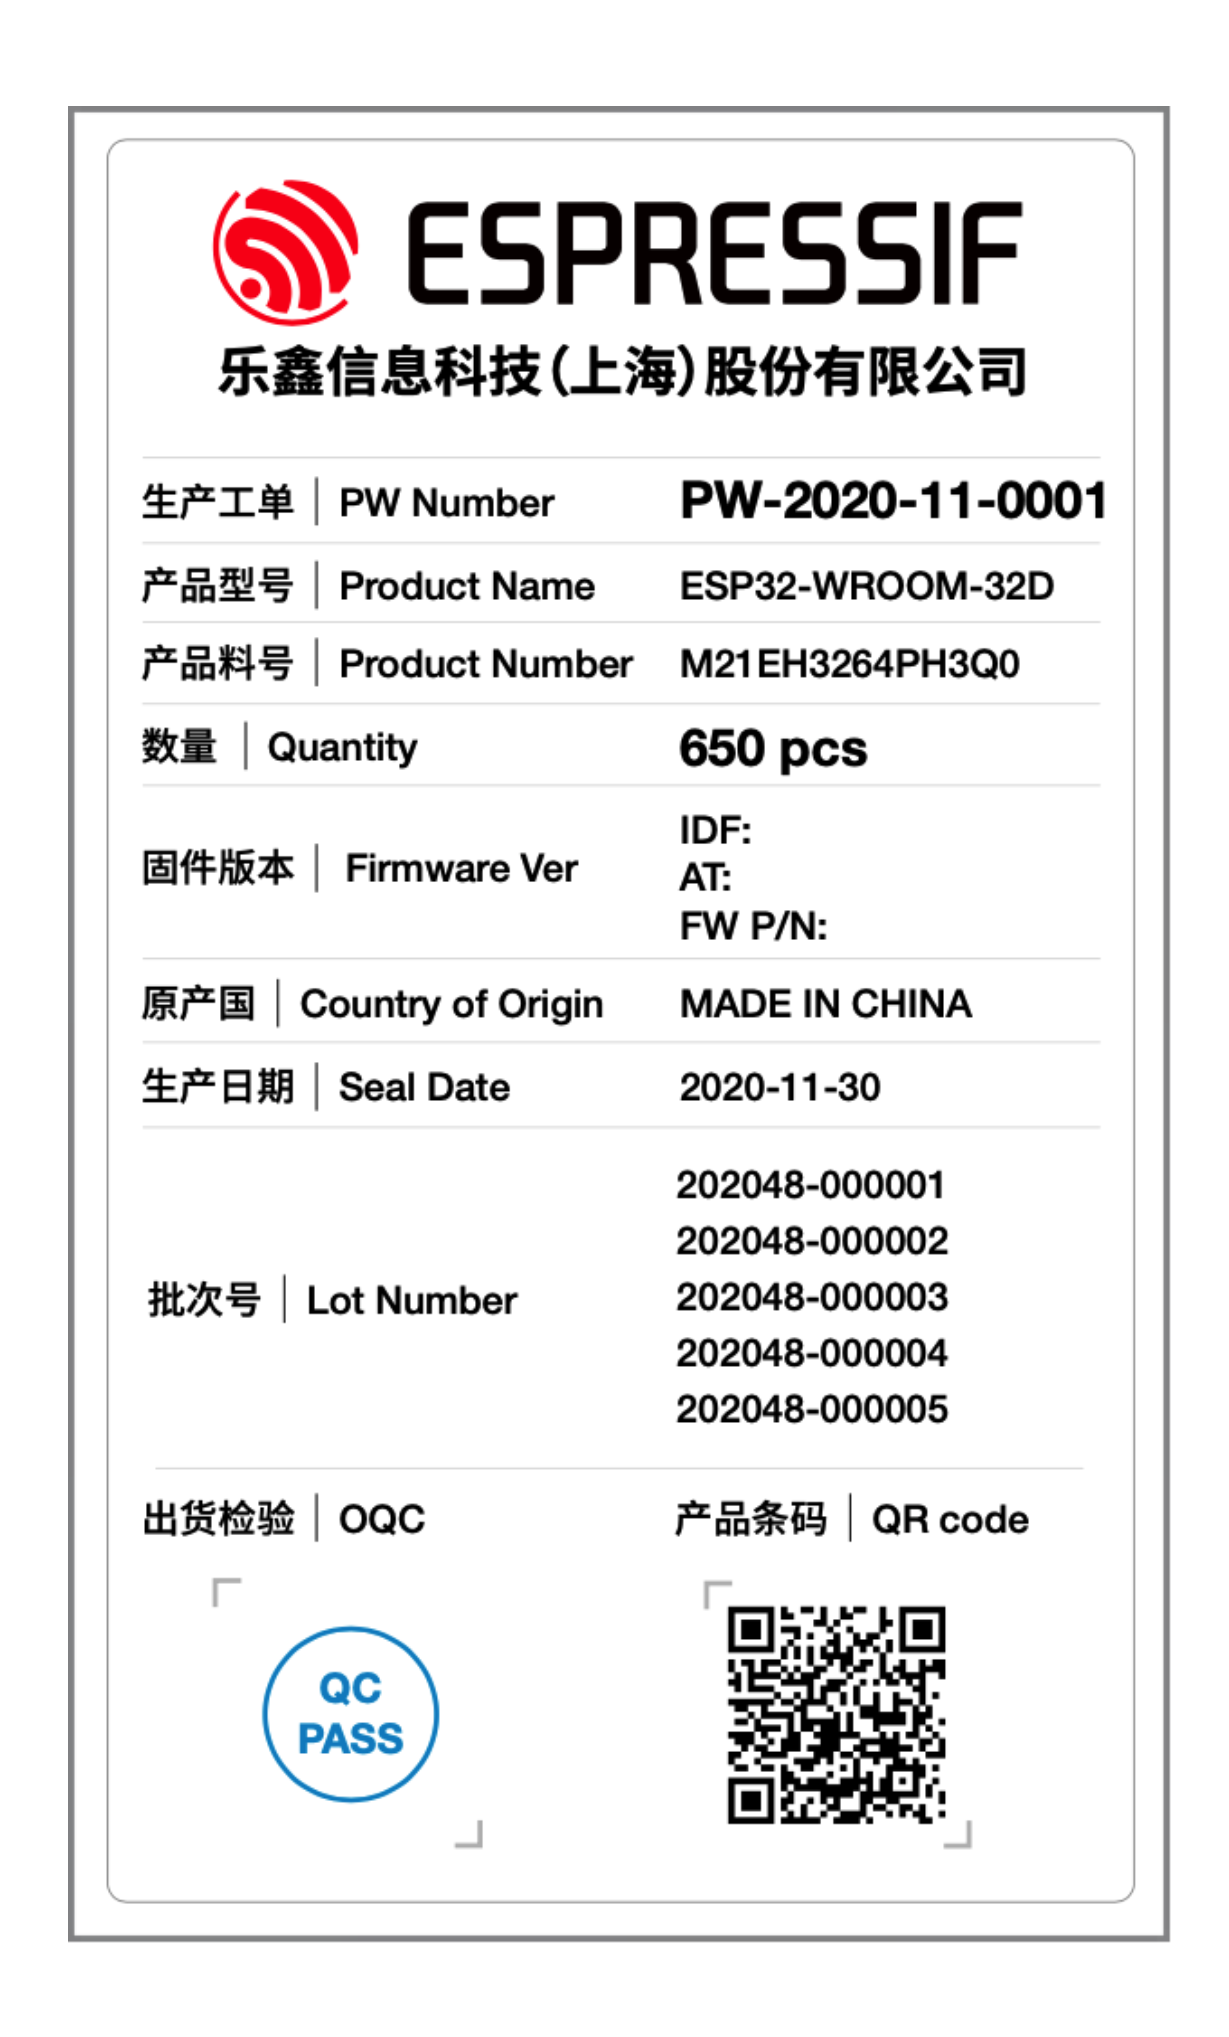 ESPRESSIF
乐鑫信息科技(上海)股份有限公司
生产工单 | PW Number PW-2020-11-0001
产品型号 | Product Name ESP32-WROOM-32D
产品料号 | Product Number M21EH3264PH3Q0
数量 | Quantity 650 pcs
固件版本 | Firmware Ver IDF:
AT:
FW P/N:
原产国 | Country of Origin MADE IN CHINA
生产日期 | Seal Date 2020-11-30
批次号 | Lot Number 202048-000001
202048-000002
202048-000003
202048-000004
202048-000005
出货检验 | OQC 产品条码 | QR code
QC
PASS